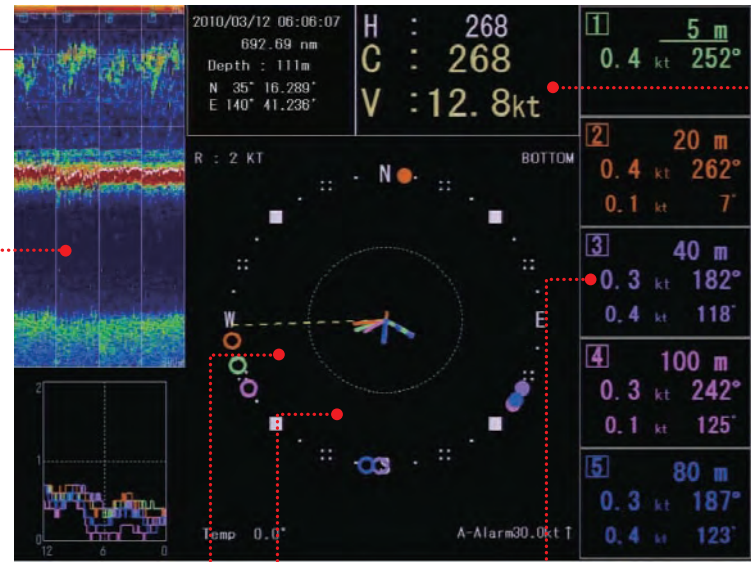 2010/03/12 06:06:07
692.69 nm
Depth : 111m
N 35° 16.289'
E 140° 41.236'
H : 268
C : 268
V :12.8kt
R : 2 KT
BOTTOM
N
W
E
S
Temp 0.0°
A-Alarm30.0kt↑
2
1
0
12 6 0
1 5 m
0.4 kt 252°
2 20 m
0.4 kt 262°
0.1 kt 7°
3 40 m
0.3 kt 182°
0.4 kt 118°
4 100 m
0.3 kt 242°
0.1 kt 125°
5 80 m
0.3 kt 187°
0.4 kt 123°